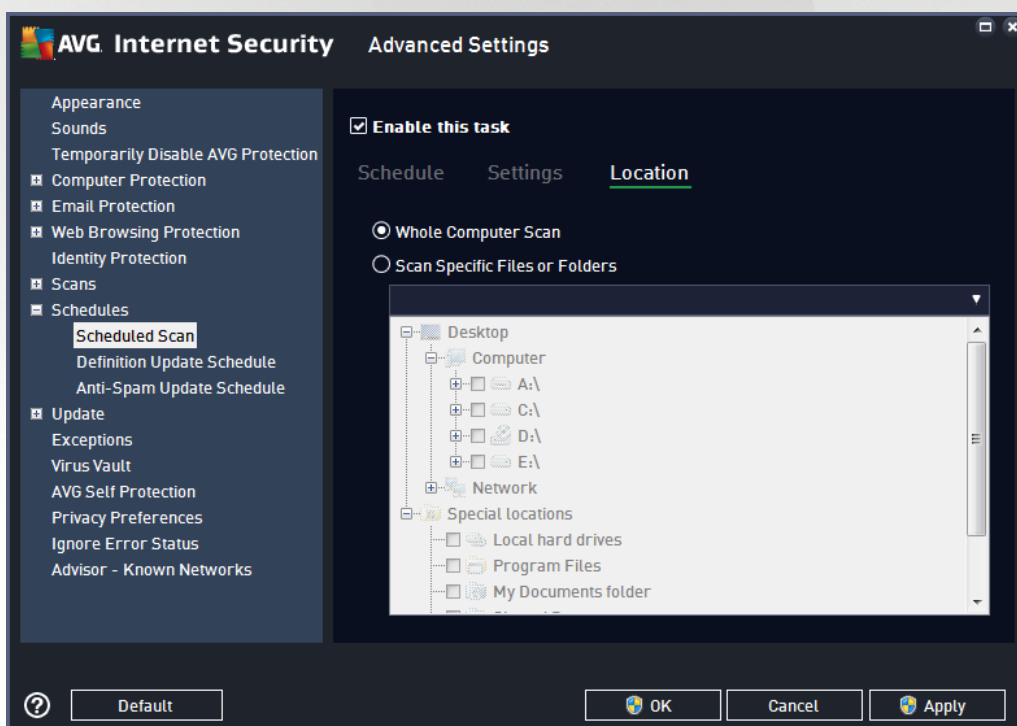 AVG. Internet Security Advanced Settings
Appearance
Sounds
Temporarily Disable AVG Protection
Computer Protection
Email Protection
Web Browsing Protection
Identity Protection
Scans
Schedules
Scheduled Scan
Definition Update Schedule
Anti-Spam Update Schedule
Update
Exceptions
Virus Vault
AVG Self Protection
Privacy Preferences
Ignore Error Status
Advisor - Known Networks
Enable this task
Schedule Settings Location
Whole Computer Scan
Scan Specific Files or Folders
Desktop
Computer
A:\
C:\
D:\
E:\
Network
Special locations
Local hard drives
Program Files
My Documents folder
? Default OK Cancel Apply